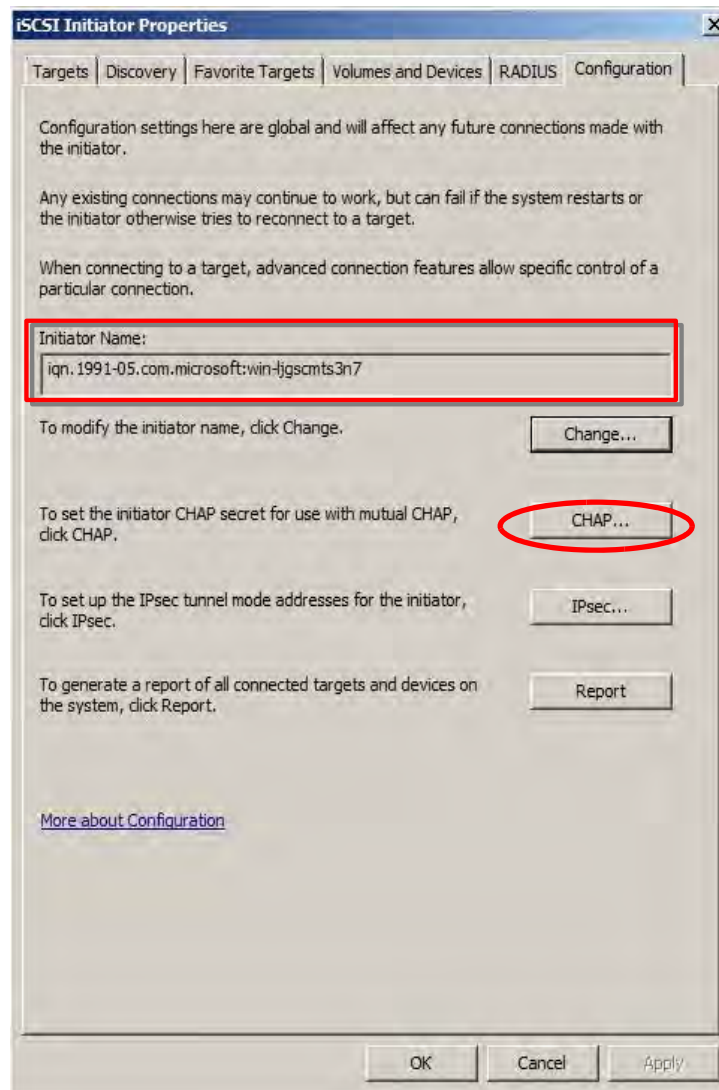 iSCSI Initiator Properties
Targets Discovery Favorite Targets Volumes and Devices RADIUS Configuration
Configuration settings here are global and will affect any future connections made with
the initiator.
Any existing connections may continue to work, but can fail if the system restarts or
the initiator otherwise tries to reconnect to a target.
When connecting to a target, advanced connection features allow specific control of a
particular connection.
Initiator Name:
iqn.1991-05.com.microsoft:win-ljgscmts3n7
To modify the initiator name, click Change.
Change...
To set the initiator CHAP secret for use with mutual CHAP,
click CHAP.
CHAP...
To set up the IPsec tunnel mode addresses for the initiator,
click IPsec.
IPsec...
To generate a report of all connected targets and devices on
the system, click Report.
Report
More about Configuration
OK Cancel Apply